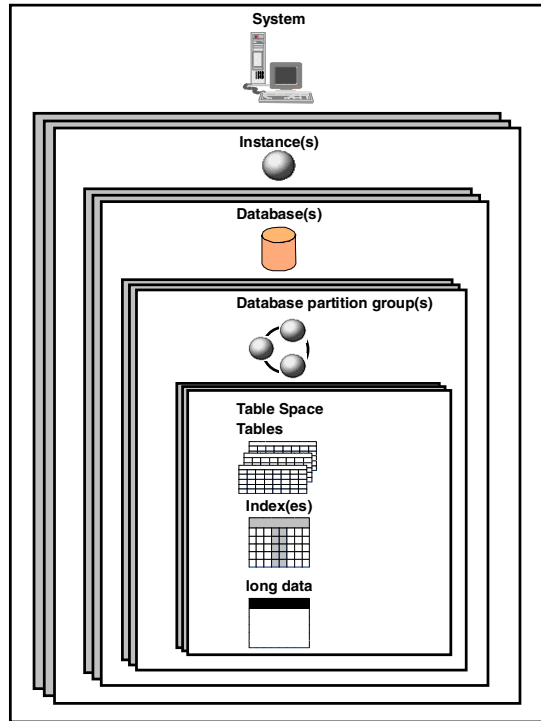 System
Instance(s)
Database(s)
Database partition group(s)
Table Space
Tables
Index(es)
long data